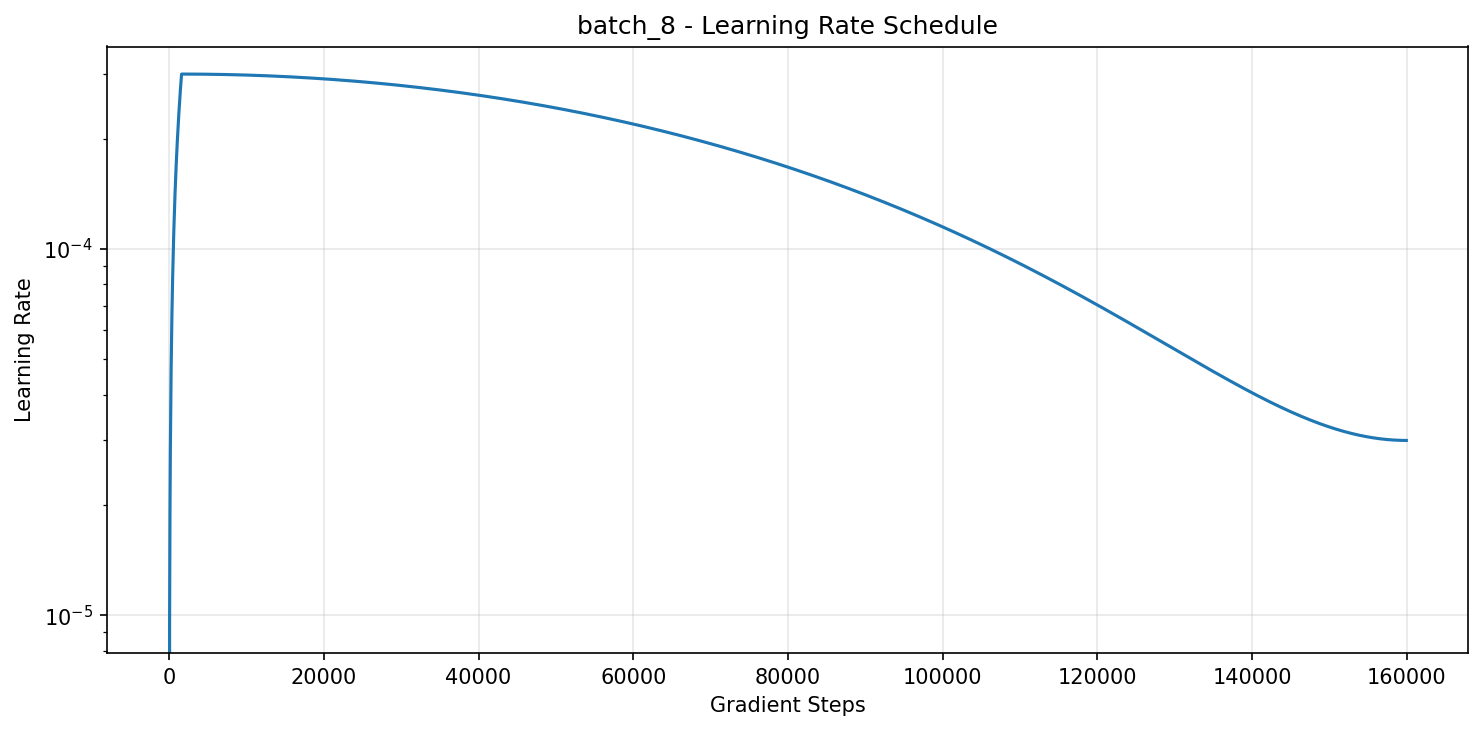 batch_8 - Learning Rate Schedule
Learning Rate
10⁻⁴
10⁻⁵
0 20000 40000 60000 80000 100000 120000 140000 160000
Gradient Steps